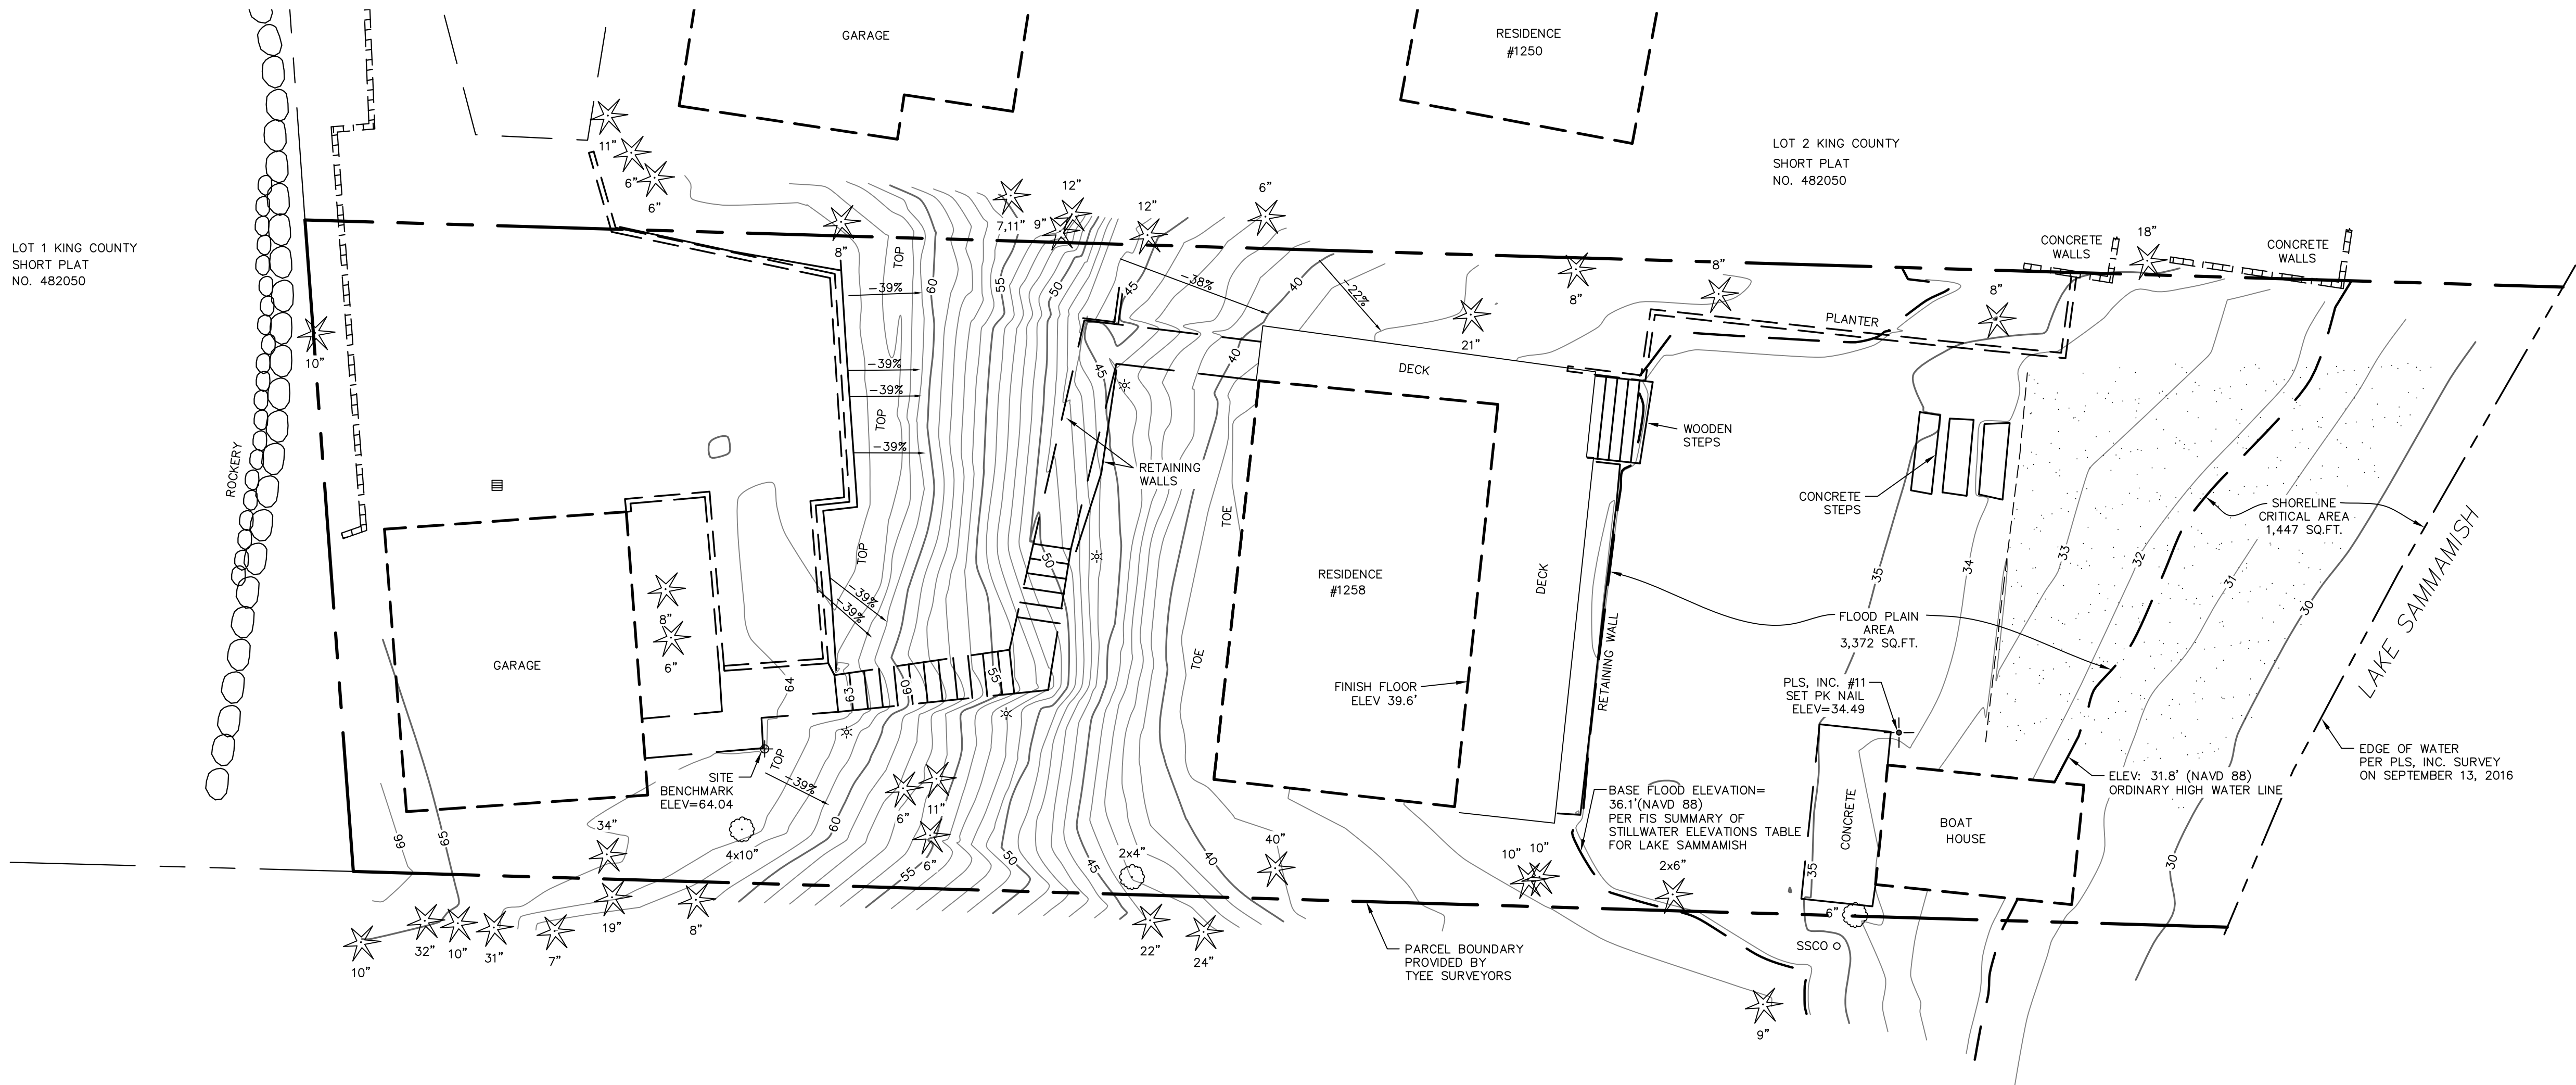 GARAGE
RESIDENCE
#1250
LOT 2 KING COUNTY
SHORT PLAT
NO. 482050
11"
6"
6"
8"
7,11"
9"
12"
12"
6"
LOT 1 KING COUNTY
SHORT PLAT
NO. 482050
10"
ROCKERY
TOP
TOP
TOP
TOP
-39%
-39%
-39%
-39%
-39%
-39%
-39%
60
55
50
45
-38%
40
-22%
40
45
50
21"
8"
8"
PLANTER
CONCRETE
WALLS
18"
CONCRETE
WALLS
8"
DECK
WOODEN
STEPS
RETAINING
WALLS
CONCRETE
STEPS
SHORELINE
CRITICAL AREA
1,447 SQ.FT.
TOE
TOE
RESIDENCE
#1258
DECK
RETAINING WALL
35
34
33
32
31
30
LAKE SAMMAMISH
FLOOD PLAIN
AREA
3,372 SQ.FT.
8"
6"
GARAGE
64
63
60
55
FINISH FLOOR
ELEV 39.6'
PLS, INC. #11
SET PK NAIL
ELEV=34.49
SITE
BENCHMARK
ELEV=64.04
EDGE OF WATER
PER PLS, INC. SURVEY
ON SEPTEMBER 13, 2016
ELEV: 31.8' (NAVD 88)
ORDINARY HIGH WATER LINE
BASE FLOOD ELEVATION=
36.1'(NAVD 88)
PER FIS SUMMARY OF
STILLWATER ELEVATIONS TABLE
FOR LAKE SAMMAMISH
CONCRETE
BOAT
HOUSE
66
65
34"
4x10"
60
6"
11"
6"
55
50
2x4"
45
40
40"
10"
10"
2x6"
35
30
6"
10"
32"
10"
31"
7"
19"
8"
22"
24"
PARCEL BOUNDARY
PROVIDED BY
TYEE SURVEYORS
SSCO
9"